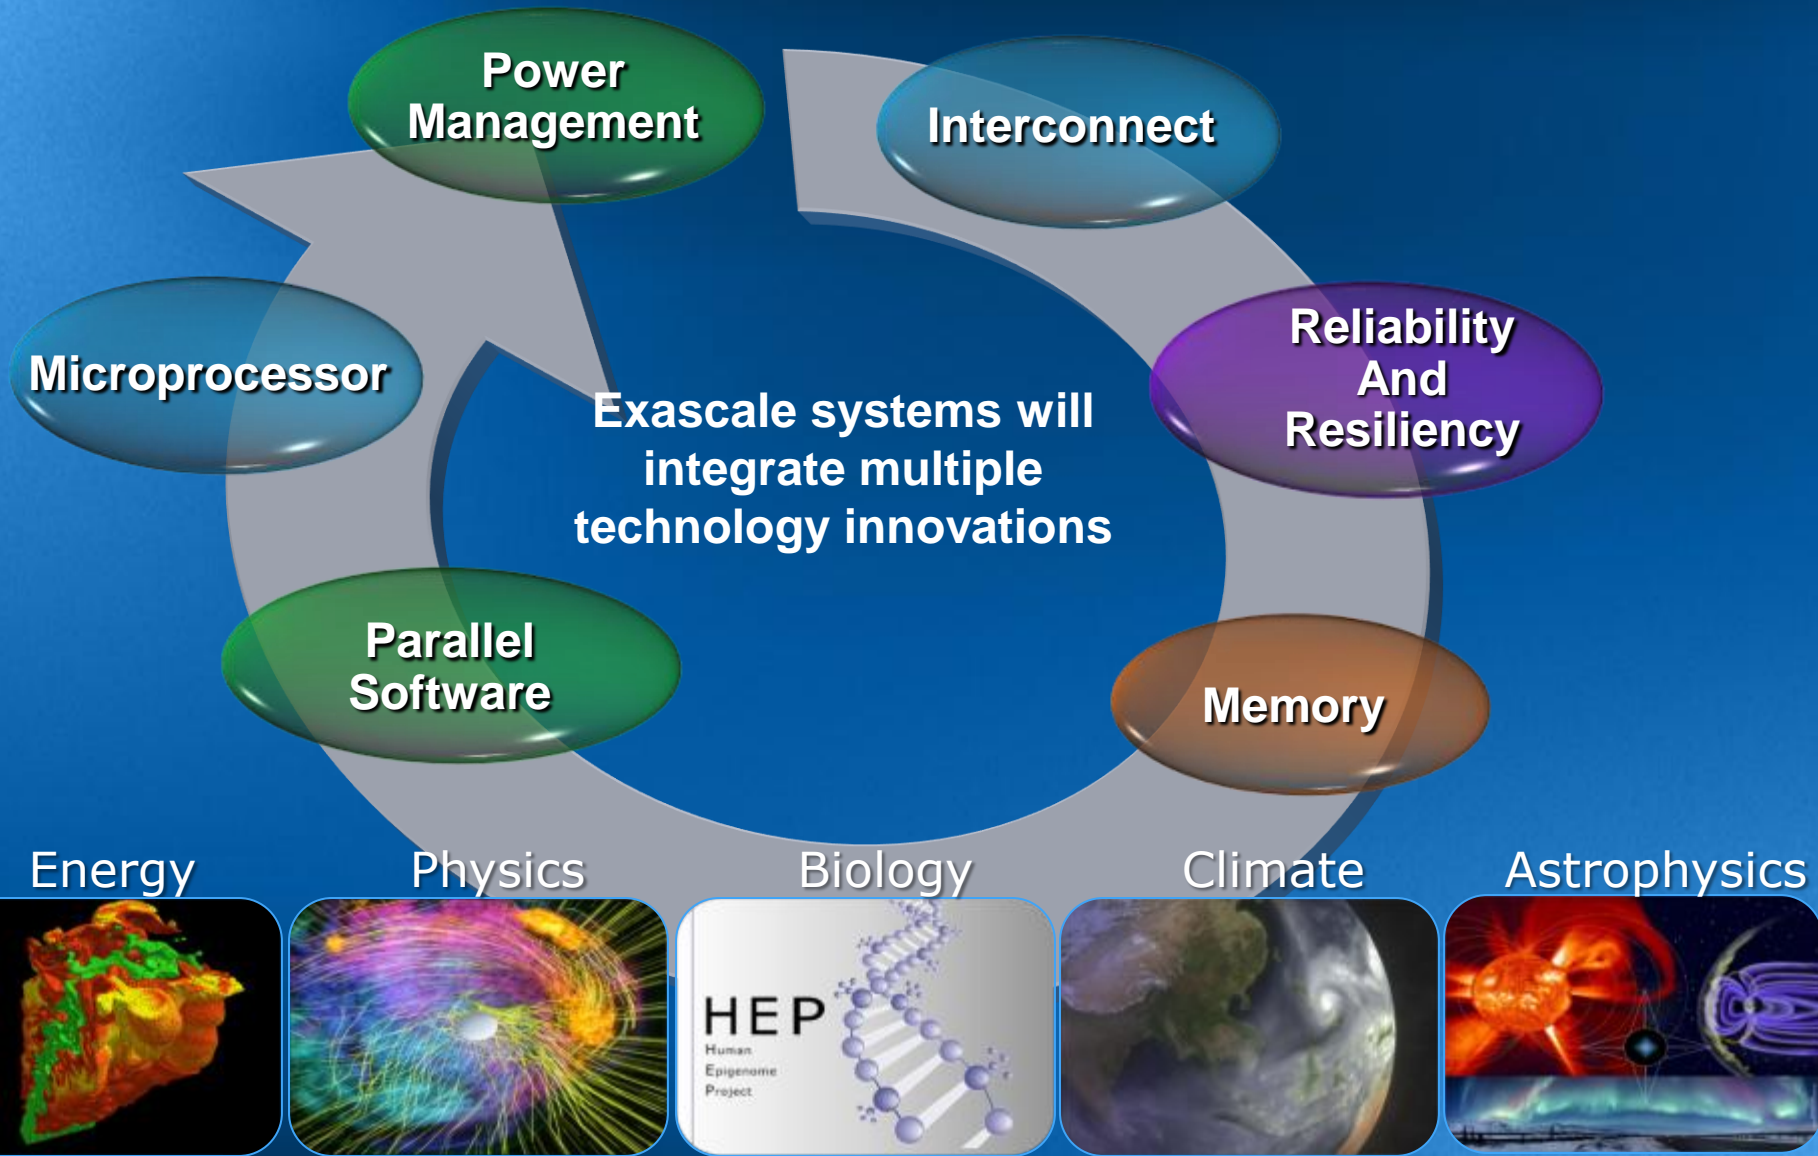 Power
Management
Interconnect
Reliability
And
Resiliency
Microprocessor
Exascale systems will
integrate multiple
technology innovations
Parallel
Software
Memory
Energy
Physics
Biology
Climate
Astrophysics
HEP
Human
Epigenome
Project